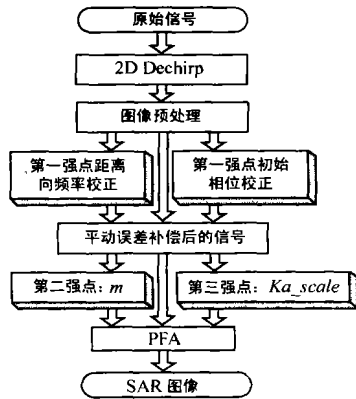 原始信号
2D Dechirp
图像预处理
第一强点距离
向频率校正
第一强点初始
相位校正
平动误差补偿后的信号
第二强点：m
第三强点：Ka_scale
PFA
SAR 图像